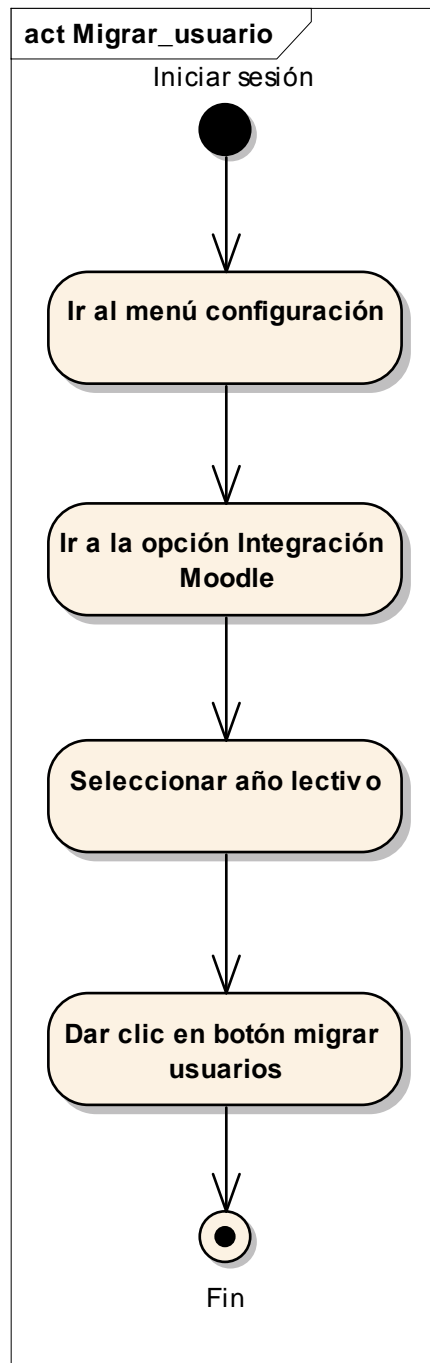 act Migrar_usuario
Iniciar sesión
Ir al menú configuración
Ir a la opción Integración
Moodle
Seleccionar año lectivo
Dar clic en botón migrar
usuarios
Fin